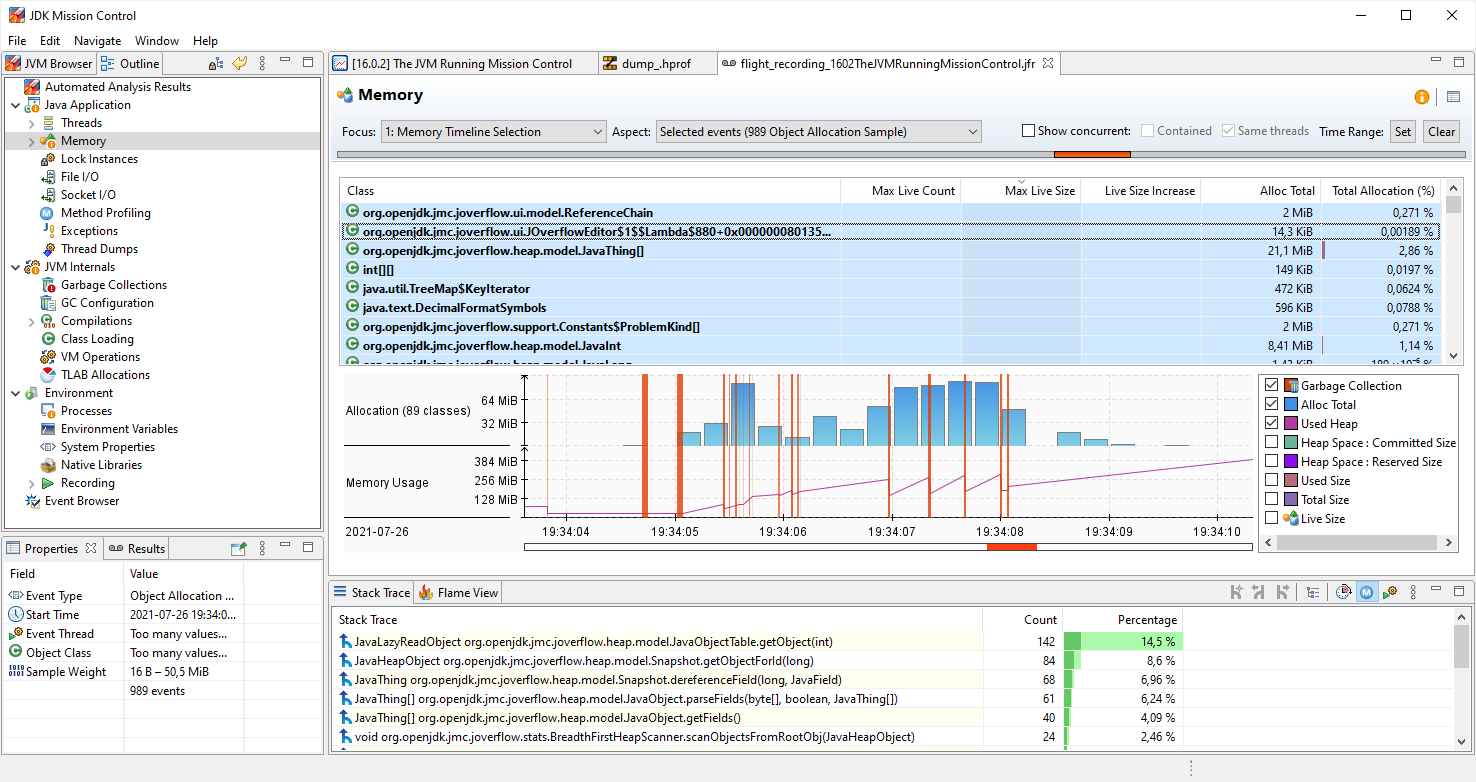 JDK Mission Control
File Edit Navigate Window Help
JVM Browser Outline
Automated Analysis Results
Java Application
Threads
Memory
Lock Instances
File I/O
Socket I/O
Method Profiling
Exceptions
Thread Dumps
JVM Internals
Garbage Collections
GC Configuration
Compilations
Class Loading
VM Operations
TLAB Allocations
Environment
Processes
Environment Variables
System Properties
Native Libraries
Recording
Event Browser
Properties Results
Field Value
Event Type Object Allocation ...
Start Time 2021-07-26 19:34:0...
Event Thread Too many values...
Object Class Too many values...
Sample Weight 16 B – 50,5 MiB
989 events
[16.0.2] The JVM Running Mission Control dump_.hprof flight_recording_1602TheJVMRunningMissionControl.jfr
Memory
Focus: 1: Memory Timeline Selection Aspect: Selected events (989 Object Allocation Sample) Show concurrent: Contained Same threads Time Range: Set Clear
Class Max Live Count Max Live Size Live Size Increase Alloc Total Total Allocation (%)
org.openjdk.jmc.joverflow.ui.model.ReferenceChain 2 MiB 0,271 %
org.openjdk.jmc.joverflow.ui.JOverflowEditor$1$$Lambda$880+0x000000080135... 14,3 KiB 0,00189 %
org.openjdk.jmc.joverflow.heap.model.JavaThing[] 21,1 MiB 2,86 %
int[][] 149 KiB 0,0197 %
java.util.TreeMap$KeyIterator 472 KiB 0,0624 %
java.text.DecimalFormatSymbols 596 KiB 0,0788 %
org.openjdk.jmc.joverflow.support.Constants$ProblemKind[] 2 MiB 0,271 %
org.openjdk.jmc.joverflow.heap.model.JavaInt 8,41 MiB 1,14 %
Allocation (89 classes)
64 MiB
32 MiB
Memory Usage
384 MiB
256 MiB
128 MiB
2021-07-26 19:34:04 19:34:05 19:34:06 19:34:07 19:34:08 19:34:09 19:34:10
Garbage Collection
Alloc Total
Used Heap
Heap Space : Committed Size
Heap Space : Reserved Size
Used Size
Total Size
Live Size
Stack Trace Flame View
Stack Trace Count Percentage
JavaLazyReadObject org.openjdk.jmc.joverflow.heap.model.JavaObjectTable.getObject(int) 142 14,5 %
JavaHeapObject org.openjdk.jmc.joverflow.heap.model.Snapshot.getObjectForId(long) 84 8,6 %
JavaThing org.openjdk.jmc.joverflow.heap.model.Snapshot.dereferenceField(long, JavaField) 68 6,96 %
JavaThing[] org.openjdk.jmc.joverflow.heap.model.JavaObject.parseFields(byte[], boolean, JavaThing[]) 61 6,24 %
JavaThing[] org.openjdk.jmc.joverflow.heap.model.JavaObject.getFields() 40 4,09 %
void org.openjdk.jmc.joverflow.stats.BreadthFirstHeapScanner.scanObjectsFromRootObj(JavaHeapObject) 24 2,46 %